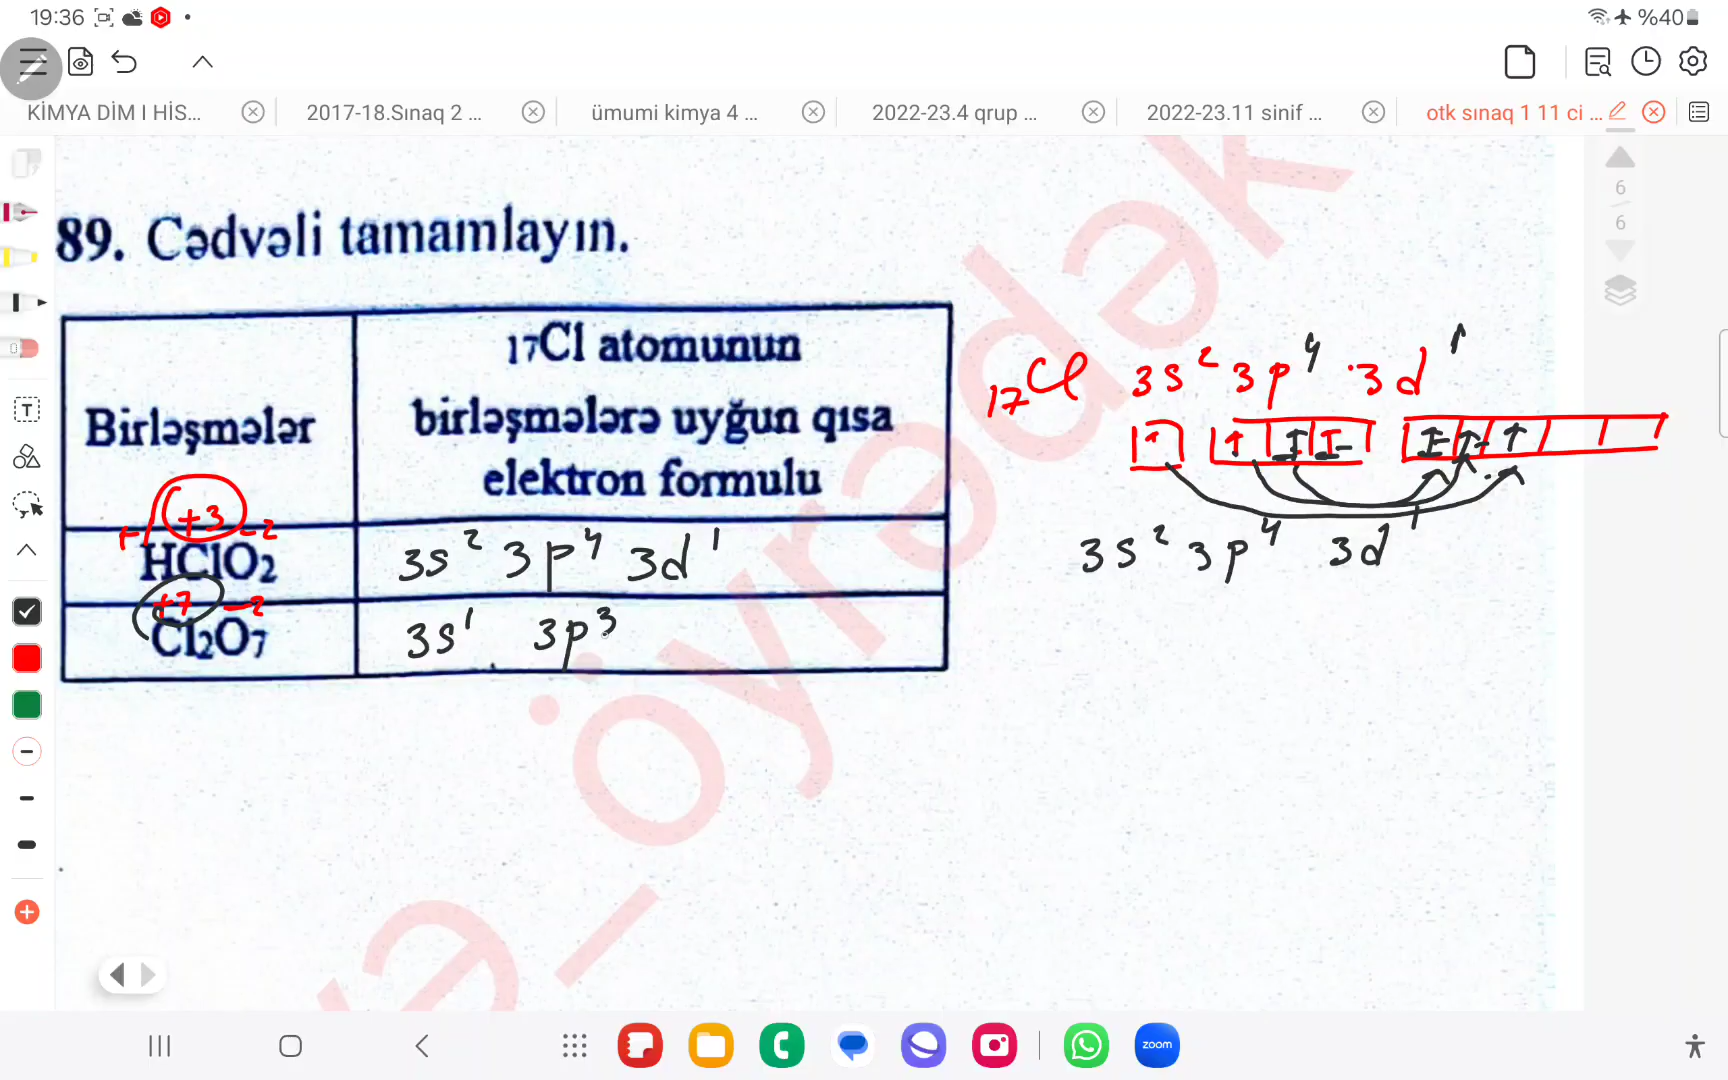 19:36 • %40
KİMYA DİM I HİS... 2017-18.Sınaq 2 ... ümumi kimya 4 ... 2022-23.4 qrup ... 2022-23.11 sinif ... otk sınaq 1 11 ci ...
6
6
89. Cədvəli tamamlayın.
Birləşmələr
₁₇Cl atomunun
birləşmələrə uyğun qısa
elektron formulu
+3 -2
HClO₂ 3s² 3p⁴ 3d¹
+7 -2
Cl₂O₇ 3s¹ 3p³
₁₇Cl 3s² 3p⁴ 3d¹
3s² 3p⁴ 3d¹
ə_öyrədək
T
zoom